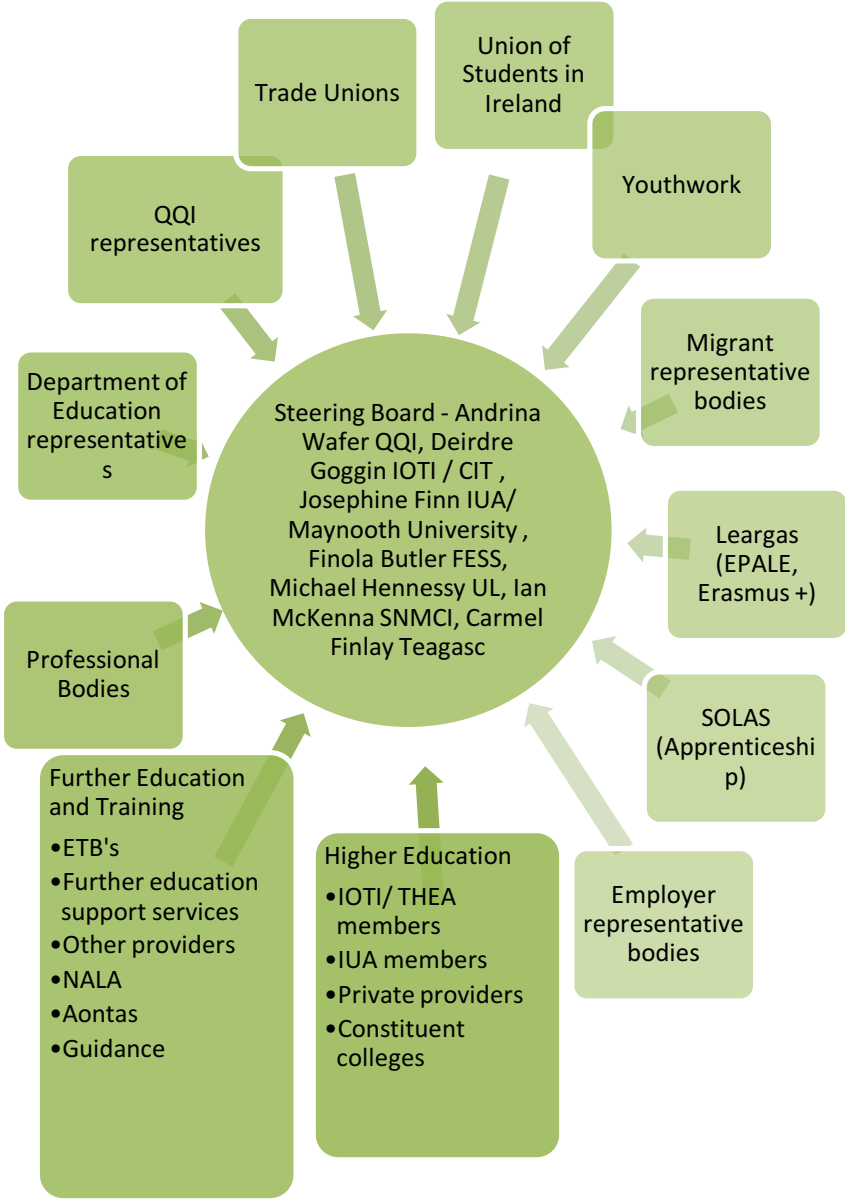 Union of
Students in
Ireland
Trade Unions
Youthwork
QQI
representatives
Migrant
representative
bodies
Department of
Education
representative
s
Steering Board - Andrina
Wafer QQI, Deirdre
Goggin IOTI / CIT ,
Josephine Finn IUA/
Maynooth University ,
Finola Butler FESS,
Michael Hennessy UL, Ian
McKenna SNMCI, Carmel
Finlay Teagasc
Leargas
(EPALE,
Erasmus +)
Professional
Bodies
SOLAS
(Apprenticeshi
p)
Further Education
and Training
•ETB's
•Further education
support services
•Other providers
•NALA
•Aontas
•Guidance
Higher Education
•IOTI/ THEA
members
•IUA members
•Private providers
•Constituent
colleges
Employer
representative
bodies